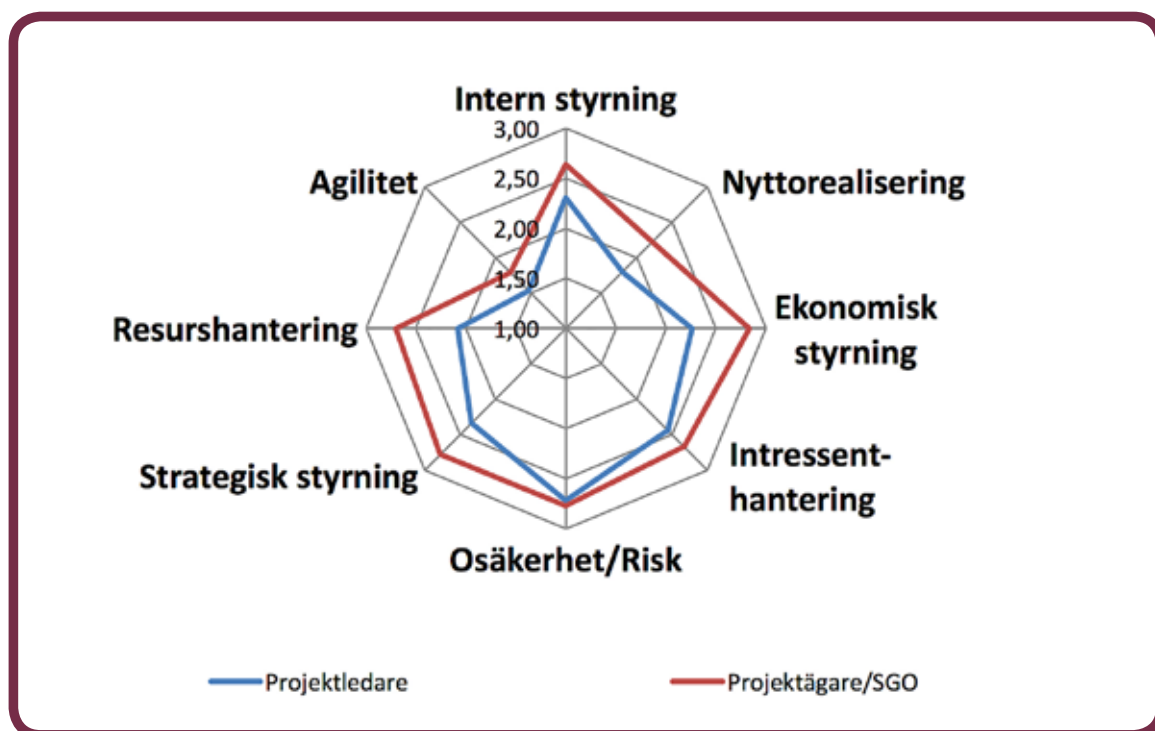 Intern styrning
3,00
Agilitet
2,50
Nyttorealisering
2,00
1,50
Resurshantering
1,00
Ekonomisk
styrning
Strategisk styrning
Intressent-
hantering
Osäkerhet/Risk
Projektledare
Projektägare/SGO